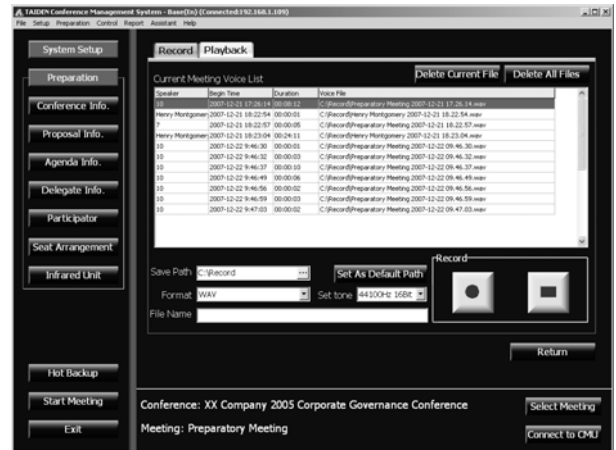 TAIDEN Conference Management System - Base(In) (Connected:192.168.1.109)
File Setup Preparation Control Report Assistant Help
System Setup
Preparation
Conference Info.
Proposal Info.
Agenda Info.
Delegate Info.
Participator
Seat Arrangement
Infrared Unit
Hot Backup
Start Meeting
Exit
Record Playback
Current Meeting Voice List Delete Current File Delete All Files
Speaker Begin Time Duration Voice File
10 2007-12-21 17:26:14 00:08:12 C:\Record\Preparatory Meeting 2007-12-21 17.26.14.wav
Henry Montgomery 2007-12-21 18:22:54 00:00:01 C:\Record\Henry Montgomery 2007-12-21 18.22.54.wav
7 2007-12-21 18:22:57 00:00:05 C:\Record\Preparatory Meeting 2007-12-21 18.22.57.wav
Henry Montgomery 2007-12-21 18:23:04 00:24:11 C:\Record\Preparatory Meeting 2007-12-21 18.23.04.wav
10 2007-12-22 9:46:30 00:00:01 C:\Record\Preparatory Meeting 2007-12-22 09.46.30.wav
10 2007-12-22 9:46:32 00:00:03 C:\Record\Preparatory Meeting 2007-12-22 09.46.32.wav
10 2007-12-22 9:46:37 00:00:10 C:\Record\Preparatory Meeting 2007-12-22 09.46.37.wav
10 2007-12-22 9:46:49 00:00:06 C:\Record\Preparatory Meeting 2007-12-22 09.46.49.wav
10 2007-12-22 9:46:56 00:00:02 C:\Record\Preparatory Meeting 2007-12-22 09.46.56.wav
10 2007-12-22 9:46:59 00:00:03 C:\Record\Preparatory Meeting 2007-12-22 09.46.59.wav
10 2007-12-22 9:47:03 00:00:02 C:\Record\Preparatory Meeting 2007-12-22 09.47.03.wav
Save Path C:\Record ... Set As Default Path
Format WAV Set tone 44100Hz 16Bit
File Name
Record
Return
Conference: XX Company 2005 Corporate Governance Conference
Meeting: Preparatory Meeting
Select Meeting
Connect to CMU